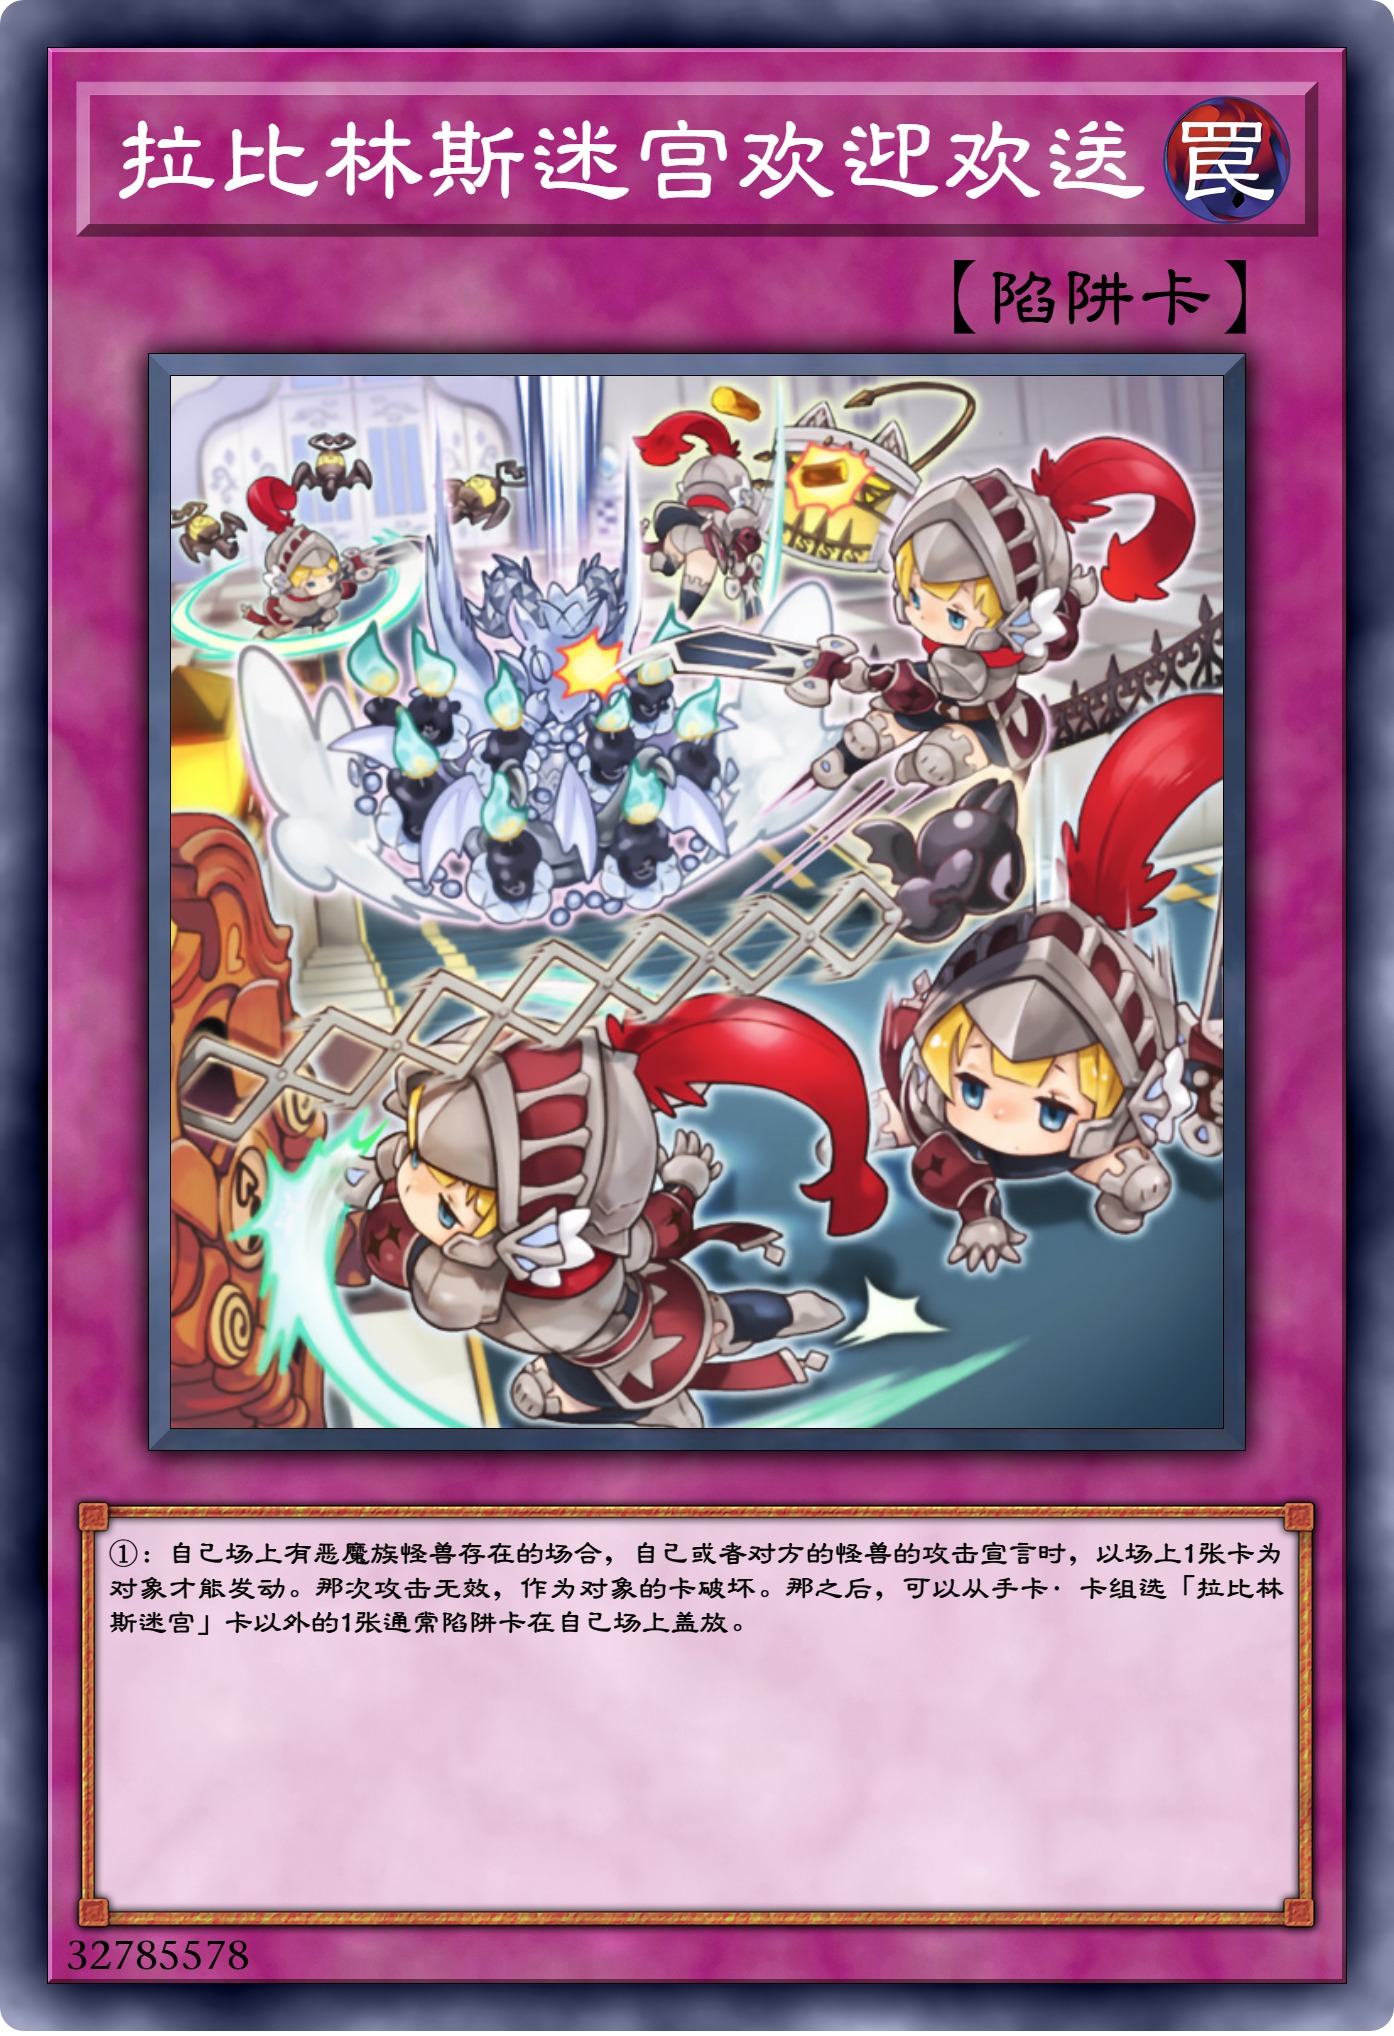 拉比林斯迷宫欢迎欢送 罠
【陷阱卡】
①：自己场上有恶魔族怪兽存在的场合，自己或者对方的怪兽的攻击宣言时，以场上1张卡为
对象才能发动。那次攻击无效，作为对象的卡破坏。那之后，可以从手卡·卡组选「拉比林
斯迷宫」卡以外的1张通常陷阱卡在自己场上盖放。
32785578